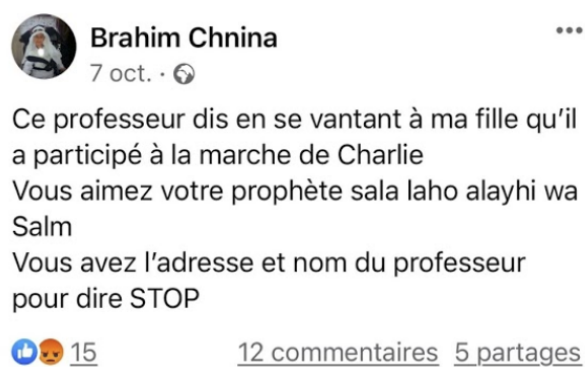 Brahim Chnina
7 oct. ·
Ce professeur dis en se vantant à ma fille qu'il
a participé à la marche de Charlie
Vous aimez votre prophète sala laho alayhi wa
Salm
Vous avez l'adresse et nom du professeur
pour dire STOP
15 12 commentaires 5 partages